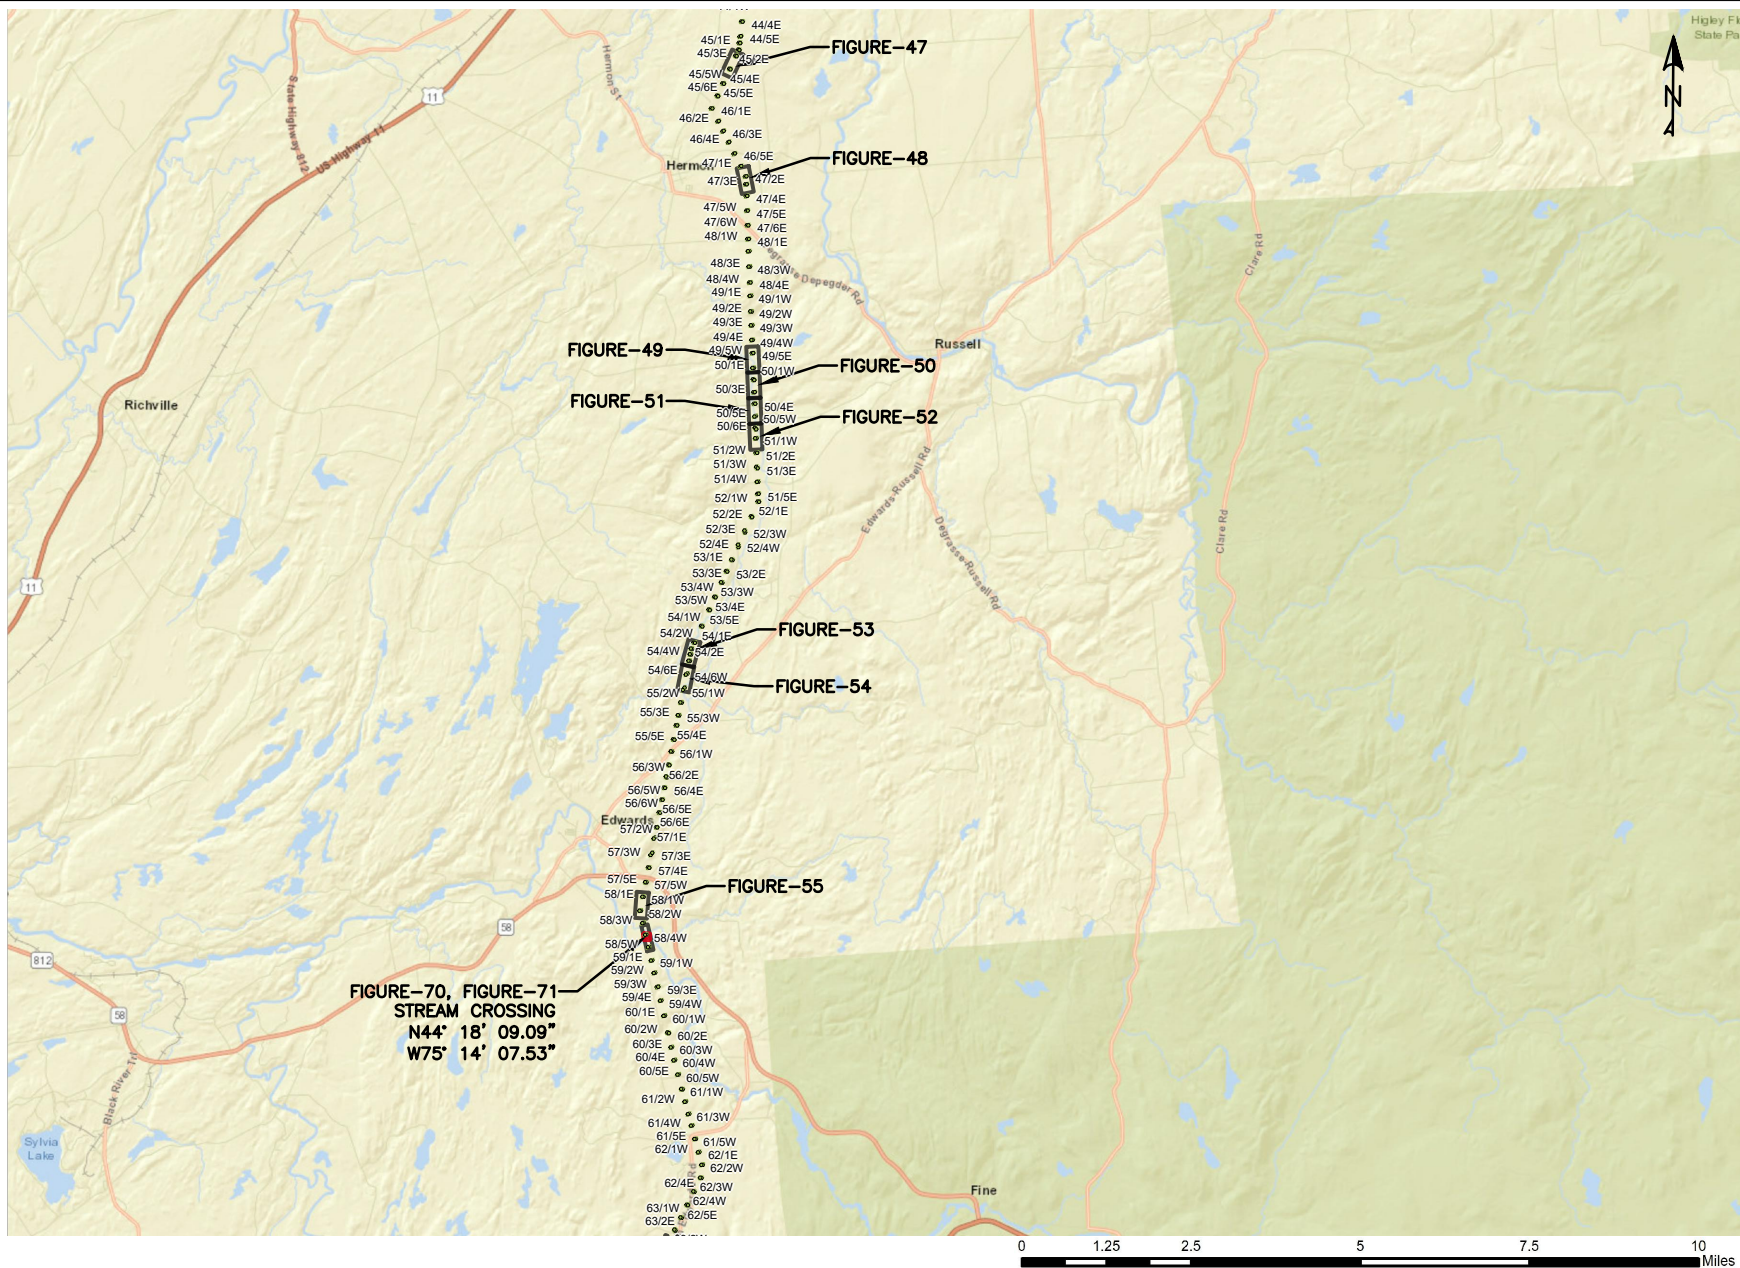 44/4E
44/5E
45/1E
45/3E
45/2E
FIGURE-47
45/5W
45/4E
45/6E
45/5E
46/1E
46/2E
46/3E
46/4E
46/5E
47/1E
FIGURE-48
47/3E
47/2E
47/4E
47/5W
47/5E
47/6W
47/6E
48/1W
48/1E
48/3E
48/3W
48/4W
48/4E
49/1E
49/1W
49/2E
49/2W
49/3E
49/3W
49/4E
49/4W
FIGURE-49
49/5W
49/5E
50/1E
50/1W
FIGURE-50
50/3E
FIGURE-51
50/4E
50/5E
50/5W
FIGURE-52
50/6E
51/1W
51/2W
51/2E
51/3W
51/3E
51/4W
52/1W
51/5E
52/1E
52/2E
52/3E
52/3W
52/4E
52/4W
53/1E
53/3E
53/2E
53/4W
53/3W
53/5W
53/4E
54/1W
53/5E
54/2W
54/1E
FIGURE-53
54/4W
54/2E
54/6E
54/6W
FIGURE-54
55/2W
55/1W
55/3E
55/3W
55/5E
55/4E
56/1W
56/3W
56/2E
56/5W
56/4E
56/6W
56/5E
56/6E
57/2W
57/1E
57/3W
57/3E
57/4E
57/5E
57/5W
FIGURE-55
58/1E
58/1W
58/2W
58/3W
58/4W
58/5W
59/1E
59/1W
59/2W
59/3W
59/3E
59/4E
59/4W
60/1E
60/1W
60/2W
60/2E
60/3E
60/3W
60/4E
60/4W
60/5E
60/5W
61/1W
61/2W
61/3W
61/4W
61/5E
61/5W
62/1W
62/1E
62/2W
62/4E
62/3W
62/4W
63/1W
62/5E
63/2E
FIGURE-70, FIGURE-71
STREAM CROSSING
N44° 18' 09.09"
W75° 14' 07.53"
Hermon St
State Highway 812
US Highway 11
11
11
Richville
Russell
Edwards
Fine
Edwards-Russell Rd
Degrasse-Russell Rd
Clare Rd
Clare Rd
58
58
812
Black River Trl
Sylvia
Lake
N
0 1.25 2.5 5 7.5 10
Miles